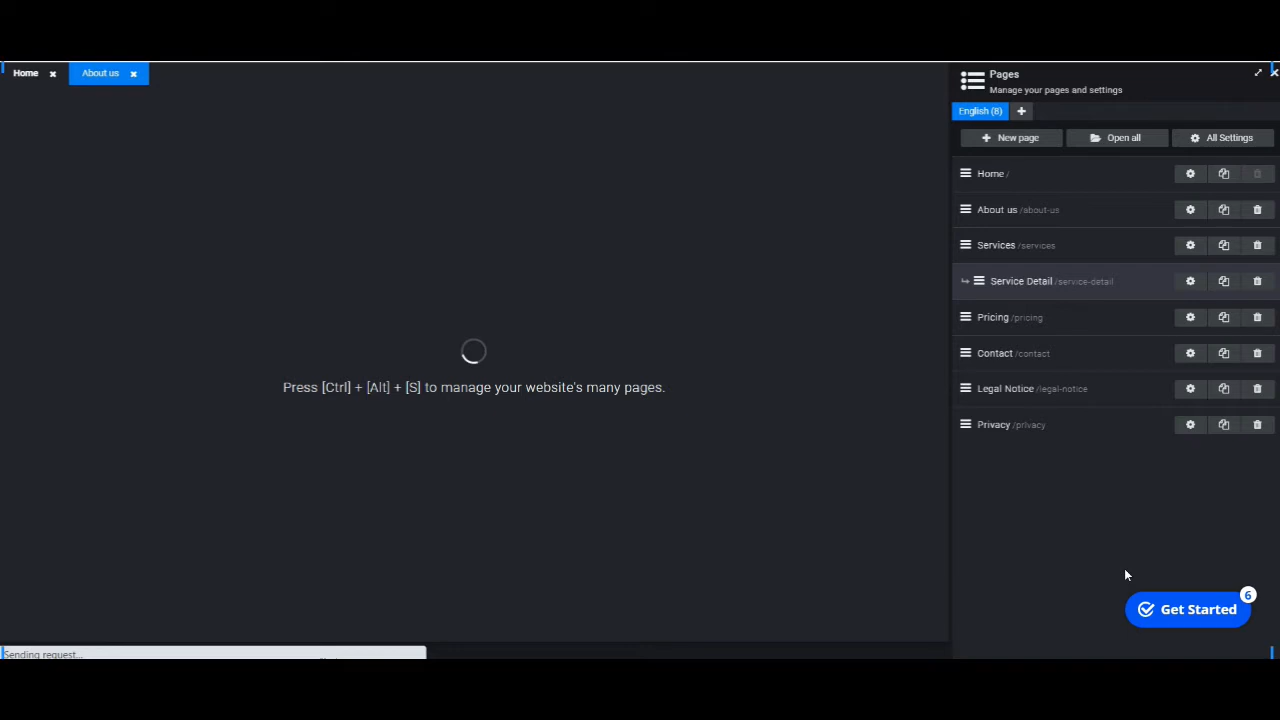 Home
About us
Pages
Manage your pages and settings
English (8)
New page
Open all
All Settings
Home /
About us /about-us
Services /services
Service Detail /service-detail
Pricing /pricing
Contact /contact
Legal Notice /legal-notice
Privacy /privacy
Press [Ctrl] + [Alt] + [S] to manage your website's many pages.
6
Get Started
Sending request...